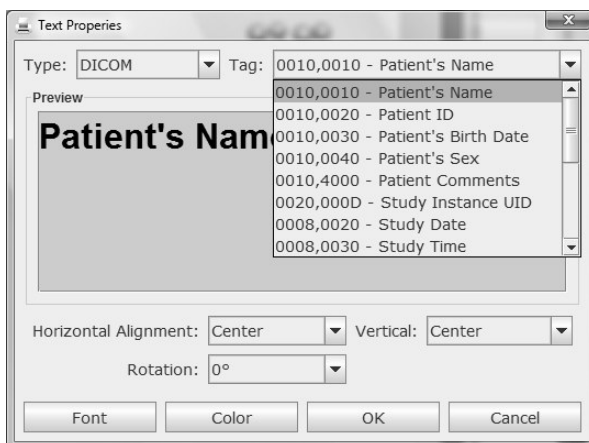 Text Properies
Type: DICOM Tag: 0010,0010 - Patient's Name
Preview
Patient's Nam
0010,0010 - Patient's Name
0010,0020 - Patient ID
0010,0030 - Patient's Birth Date
0010,0040 - Patient's Sex
0010,4000 - Patient Comments
0020,000D - Study Instance UID
0008,0020 - Study Date
0008,0030 - Study Time
Horizontal Alignment: Center Vertical: Center
Rotation: 0°
Font Color OK Cancel